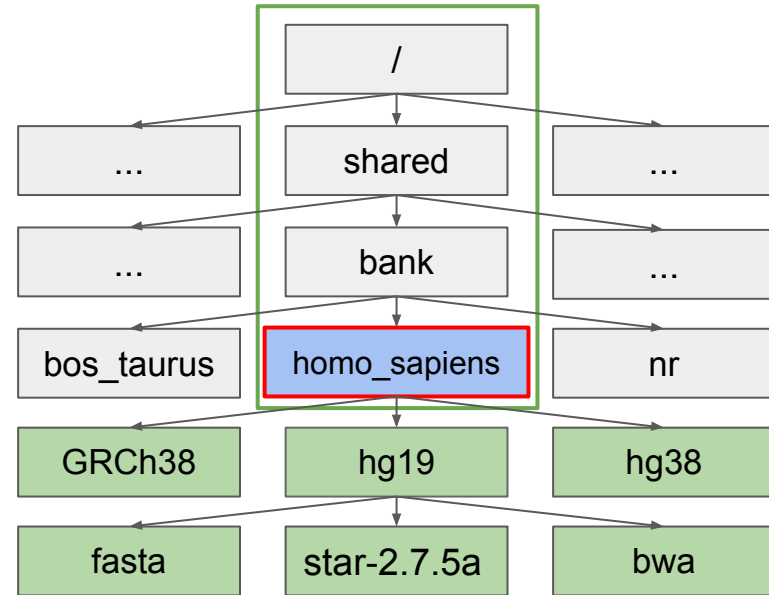 /
...
shared
...
...
bank
...
bos_taurus
homo_sapiens
nr
GRCh38
hg19
hg38
fasta
star-2.7.5a
bwa